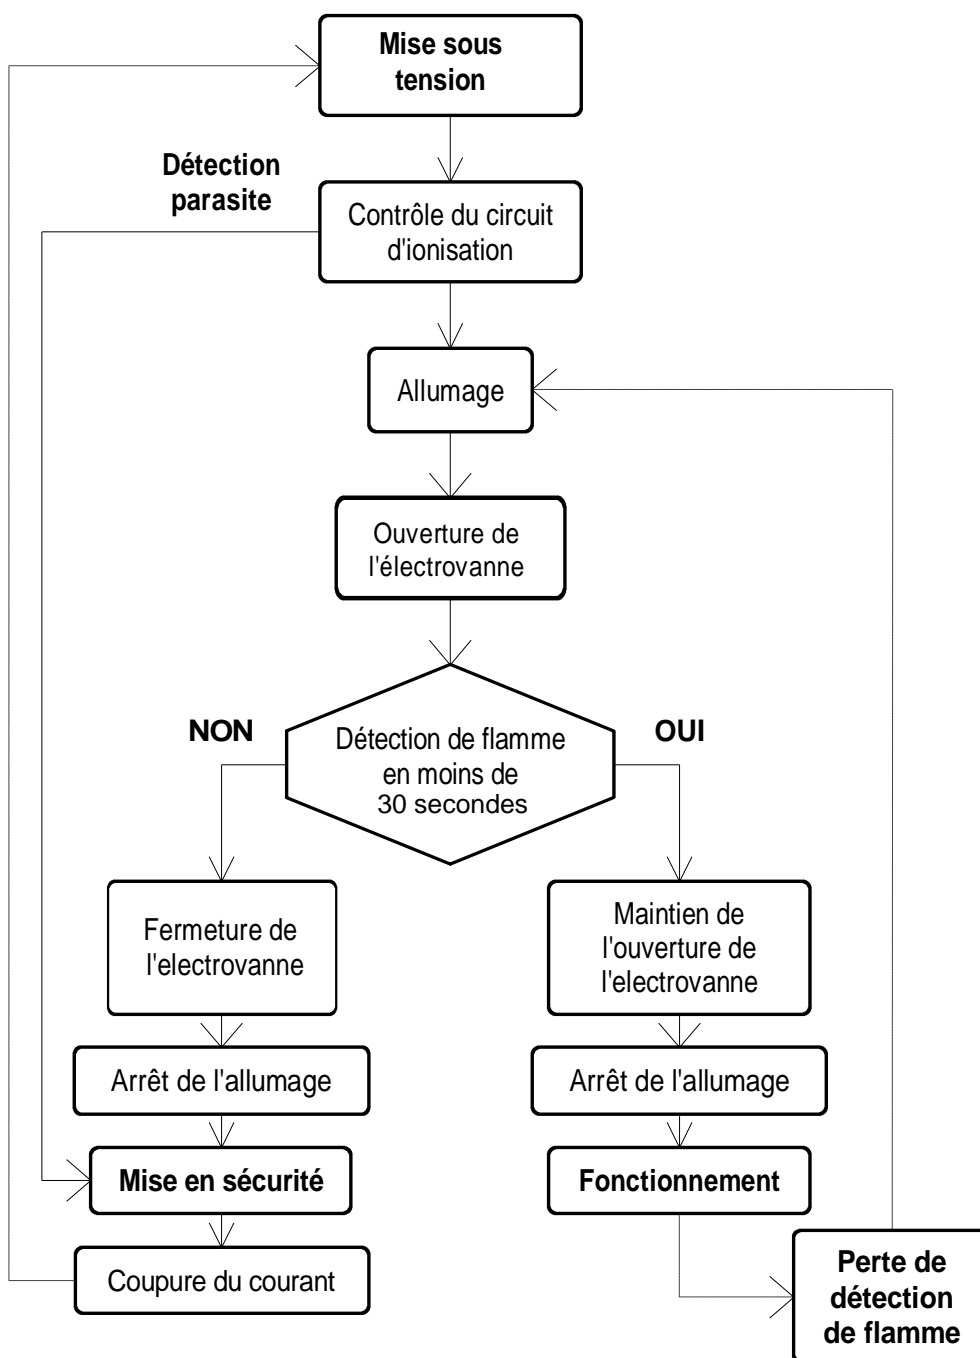 Mise sous
tension
Détection
parasite
Contrôle du circuit
d'ionisation
Allumage
Ouverture de
l'électrovanne
NON
OUI
Détection de flamme
en moins de
30 secondes
Fermeture de
l'electrovanne
Maintien de
l'ouverture de
l'electrovanne
Arrêt de l'allumage
Arrêt de l'allumage
Mise en sécurité
Fonctionnement
Coupure du courant
Perte de
détection
de flamme